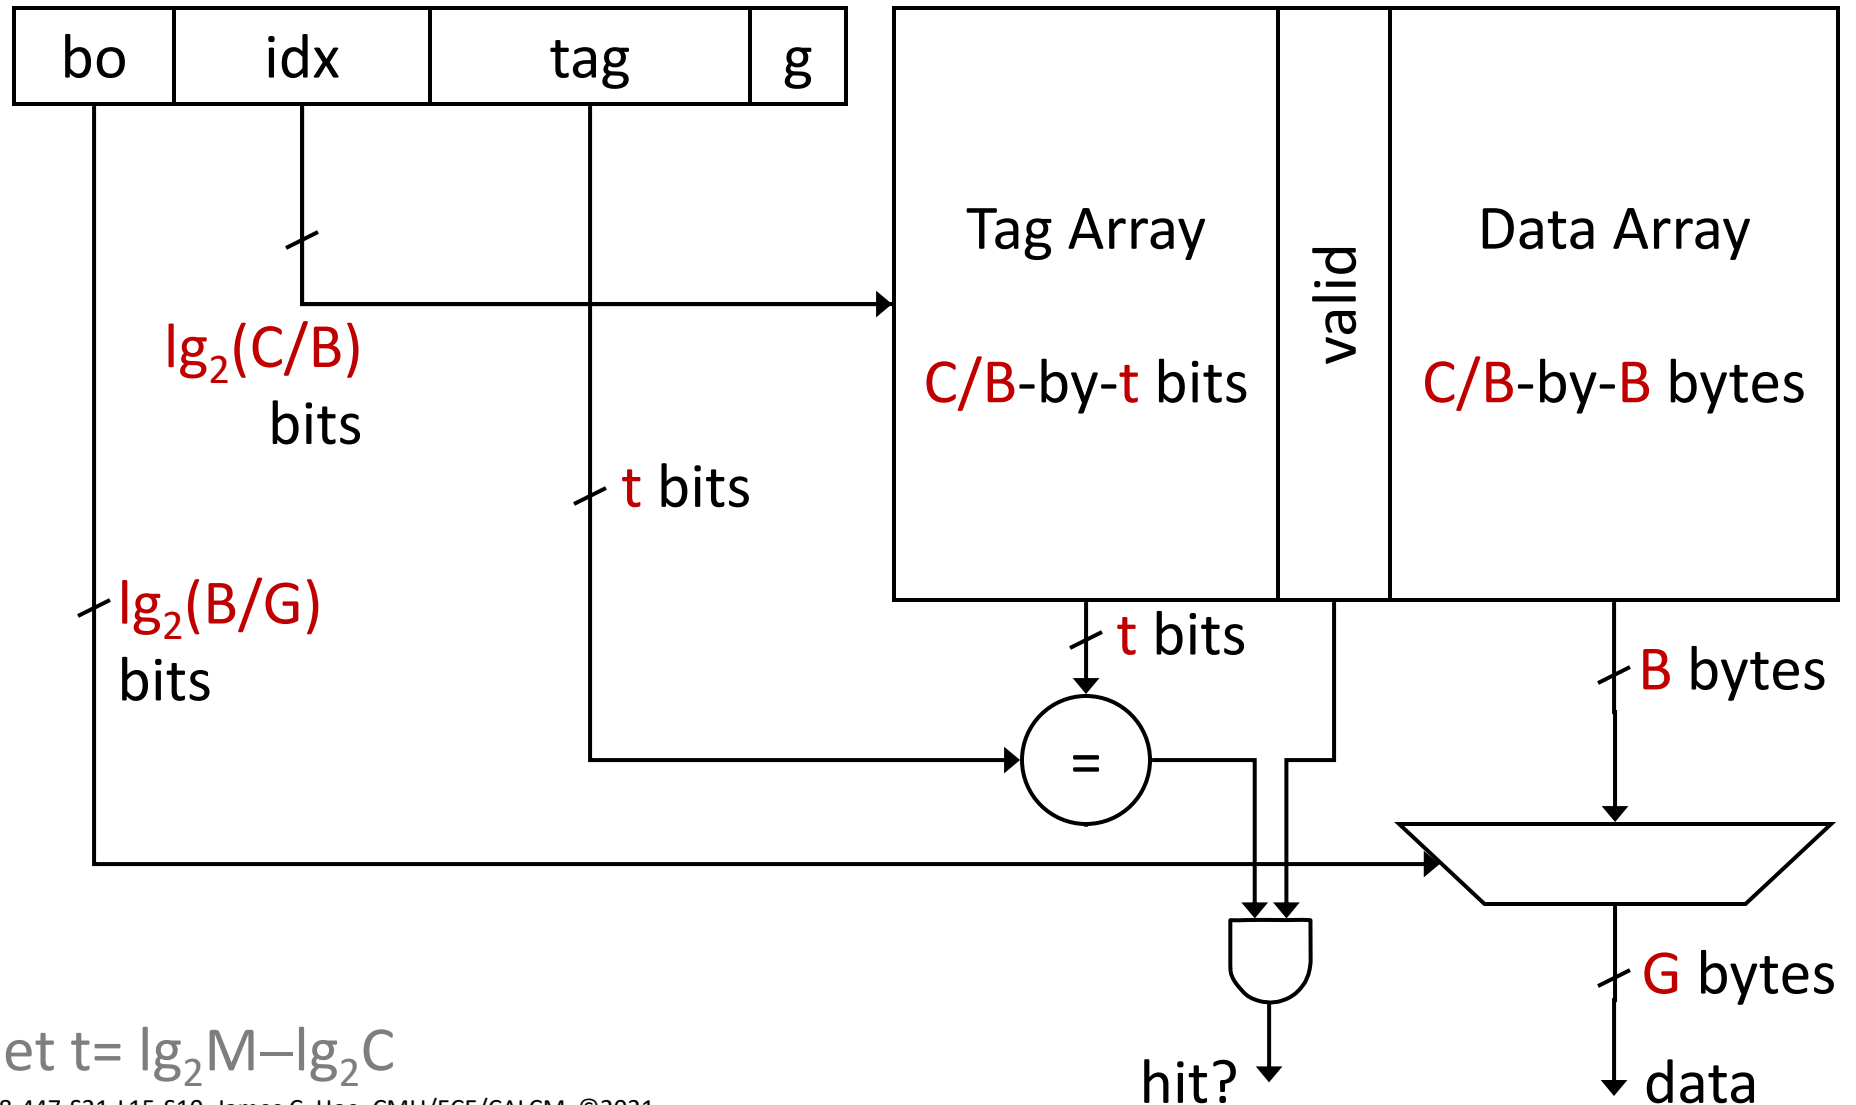 bo idx tag g
Tag Array
valid
Data Array
lg₂(C/B)
bits
C/B-by-t bits
C/B-by-B bytes
t bits
lg₂(B/G)
bits
t bits
B bytes
=
G bytes
et t= lg₂M–lg₂C
hit?
data